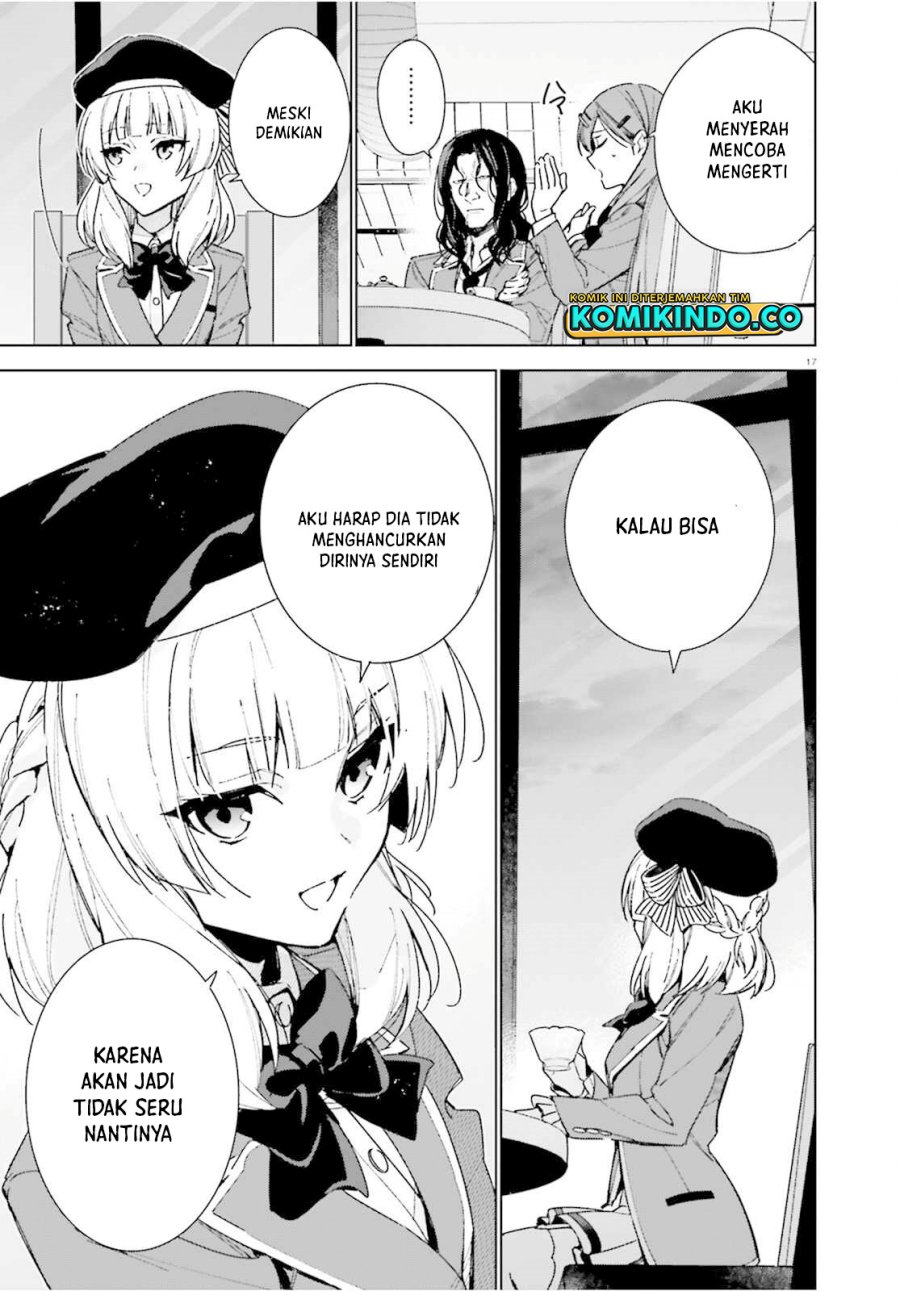 AKU
MENYERAH
MENCOBA
MENGERTI
.........
MESKI
DEMIKIAN
KOMIK INI DITERJEMAHKAN TIM
KOMIKINDO.CO
17
KALAU BISA
AKU HARAP DIA TIDAK
MENGHANCURKAN
DIRINYA SENDIRI
KARENA
AKAN JADI
TIDAK SERU
NANTINYA